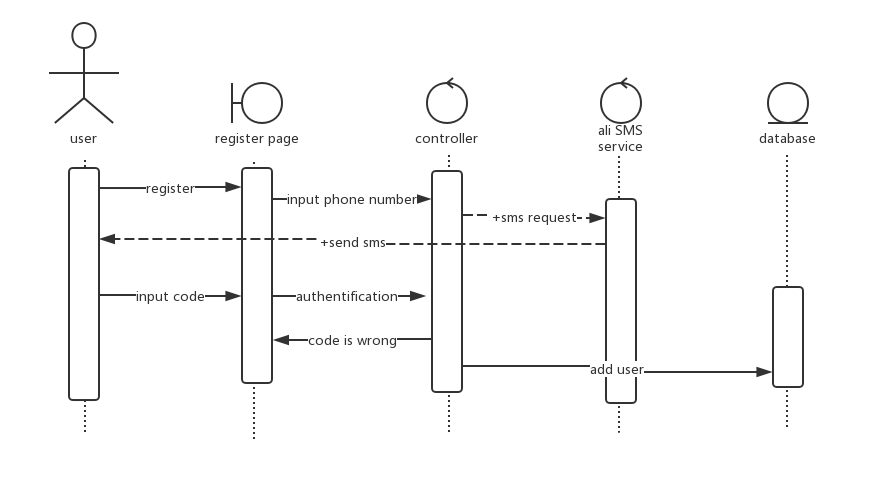 user
register page
controller
ali SMS
service
database
register
input phone number
+sms request
+send sms
input code
authentification
code is wrong
add user